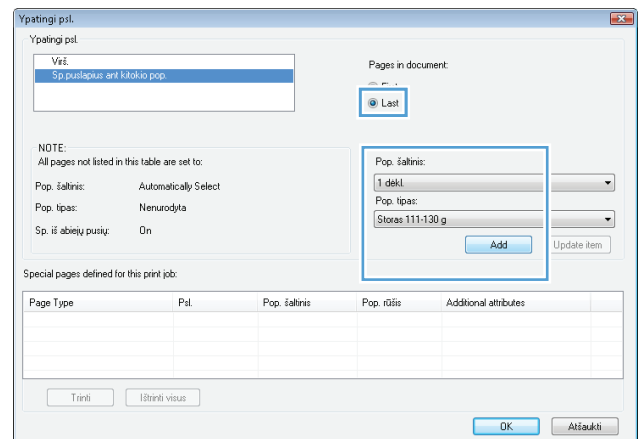 Ypatingi psl.
Ypatingi psl.
Virš.
Sp.puslapius ant kitokio pop.
Pages in document:
Last
NOTE:
All pages not listed in this table are set to:
Pop. šaltinis: Automatically Select
Pop. tipas: Nenurodyta
Sp. iš abiejų pusių: On
Pop. šaltinis:
1 dėkl.
Pop. tipas:
Storas 111-130 g
Add Update item
Special pages defined for this print job:
Page Type Psl. Pop. šaltinis Pop. rūšis Additional attributes
Trinti Ištrinti visus
OK Atšaukti